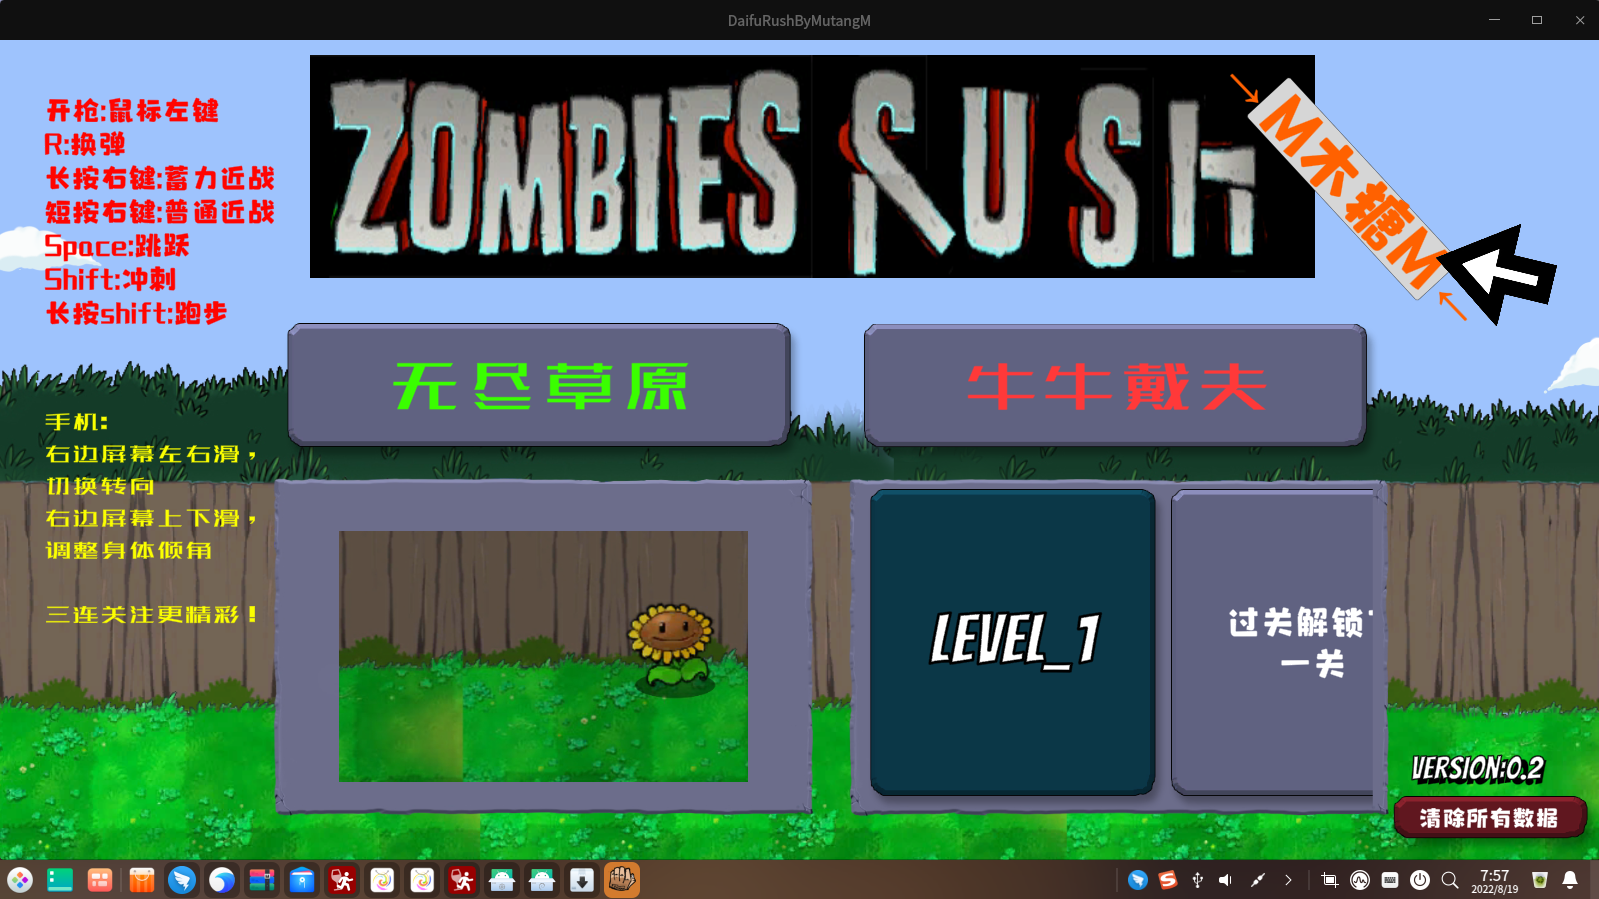 DaifuRushByMutangM
ZOMBIES RUSH
M木糖M
开枪:鼠标左键
R:换弹
长按右键:蓄力近战
短按右键:普通近战
Space:跳跃
Shift:冲刺
长按shift:跑步
无尽草原
牛牛戴夫
手机:
右边屏幕左右滑，
切换转向
右边屏幕上下滑，
调整身体倾角
三连关注更精彩！
LEVEL_1
过关解锁
一关
VERSION:0.2
清除所有数据
7:57
2022/8/19